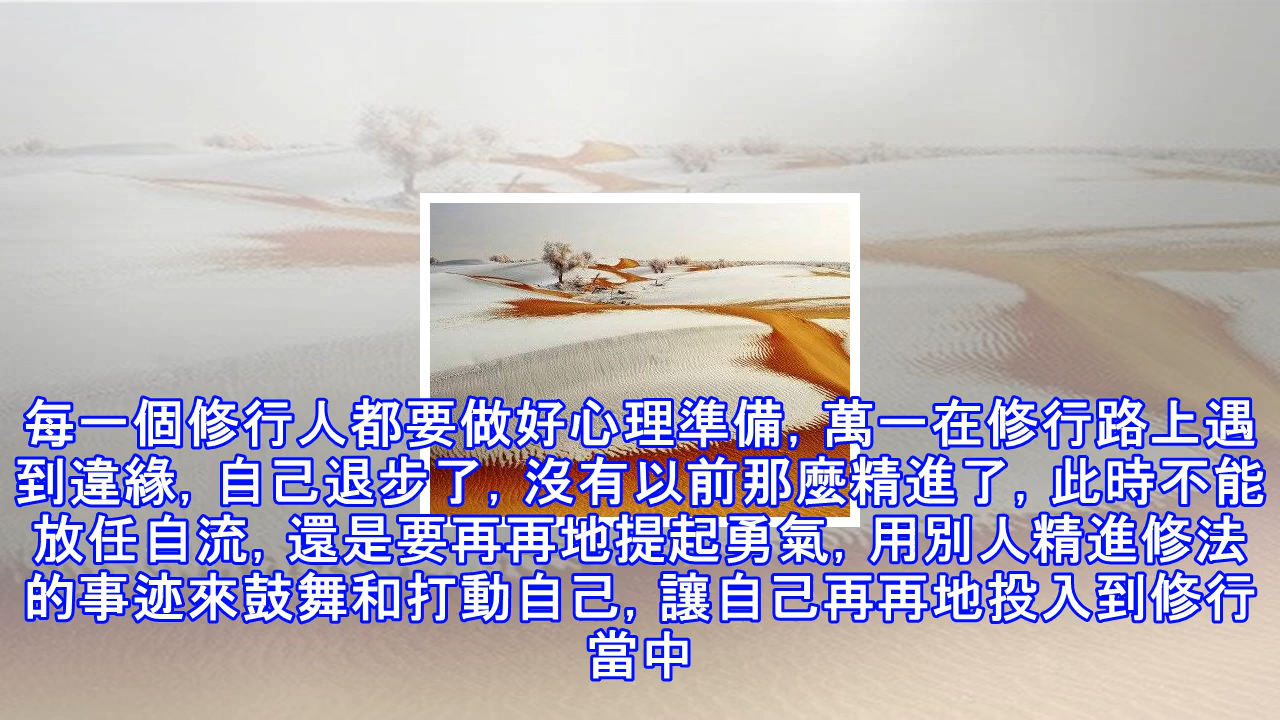 每一個修行人都要做好心理準備, 萬一在修行路上遇
到違緣, 自己退步了, 沒有以前那麼精進了, 此時不能
放任自流, 還是要再再地提起勇氣, 用別人精進修法
的事迹來鼓舞和打動自己, 讓自己再再地投入到修行
當中